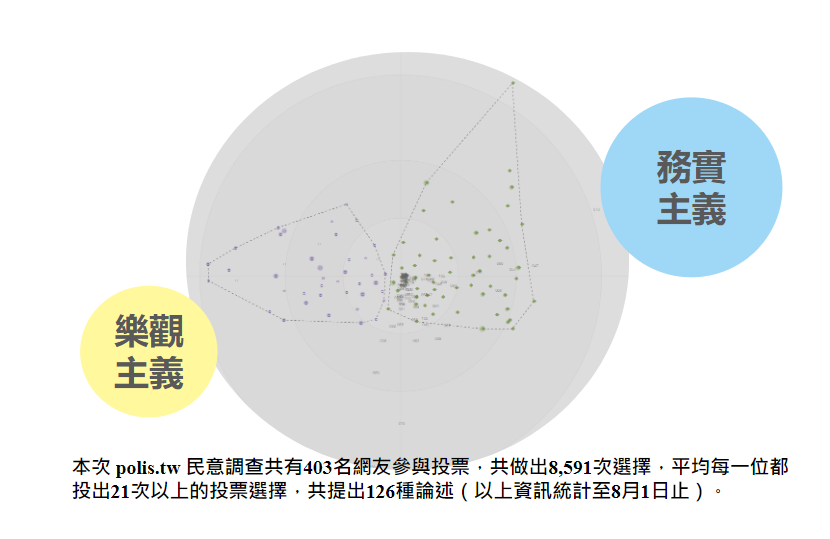 務實
主義
樂觀
主義
本次 polis.tw 民意調查共有403名網友參與投票，共做出8,591次選擇，平均每一位都
投出21次以上的投票選擇，共提出126種論述（以上資訊統計至8月1日止）。